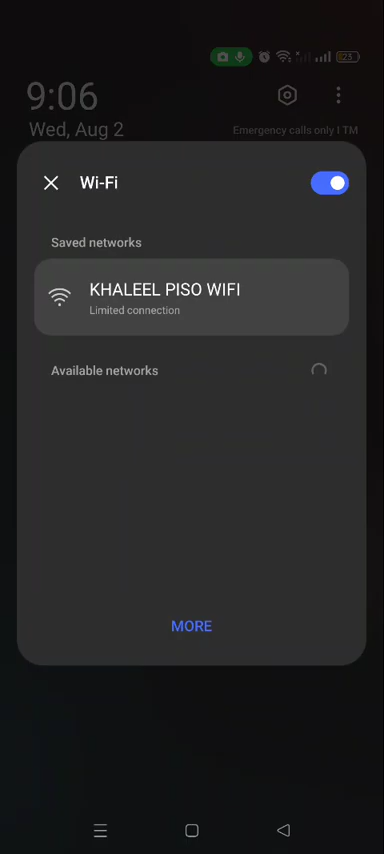 25
9:06
Wed, Aug 2
Emergency calls only | TM
Wi-Fi
Saved networks
KHALEEL PISO WIFI
Limited connection
Available networks
MORE